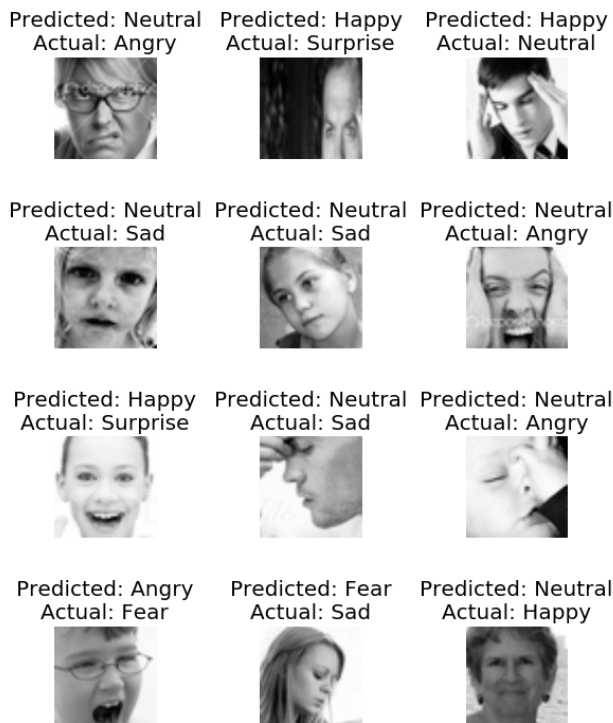 Predicted: Neutral
Actual: Angry
Predicted: Happy
Actual: Surprise
Predicted: Happy
Actual: Neutral
Predicted: Neutral
Actual: Sad
Predicted: Neutral
Actual: Sad
Predicted: Neutral
Actual: Angry
Predicted: Happy
Actual: Surprise
Predicted: Neutral
Actual: Sad
Predicted: Neutral
Actual: Angry
Predicted: Angry
Actual: Fear
Predicted: Fear
Actual: Sad
Predicted: Neutral
Actual: Happy